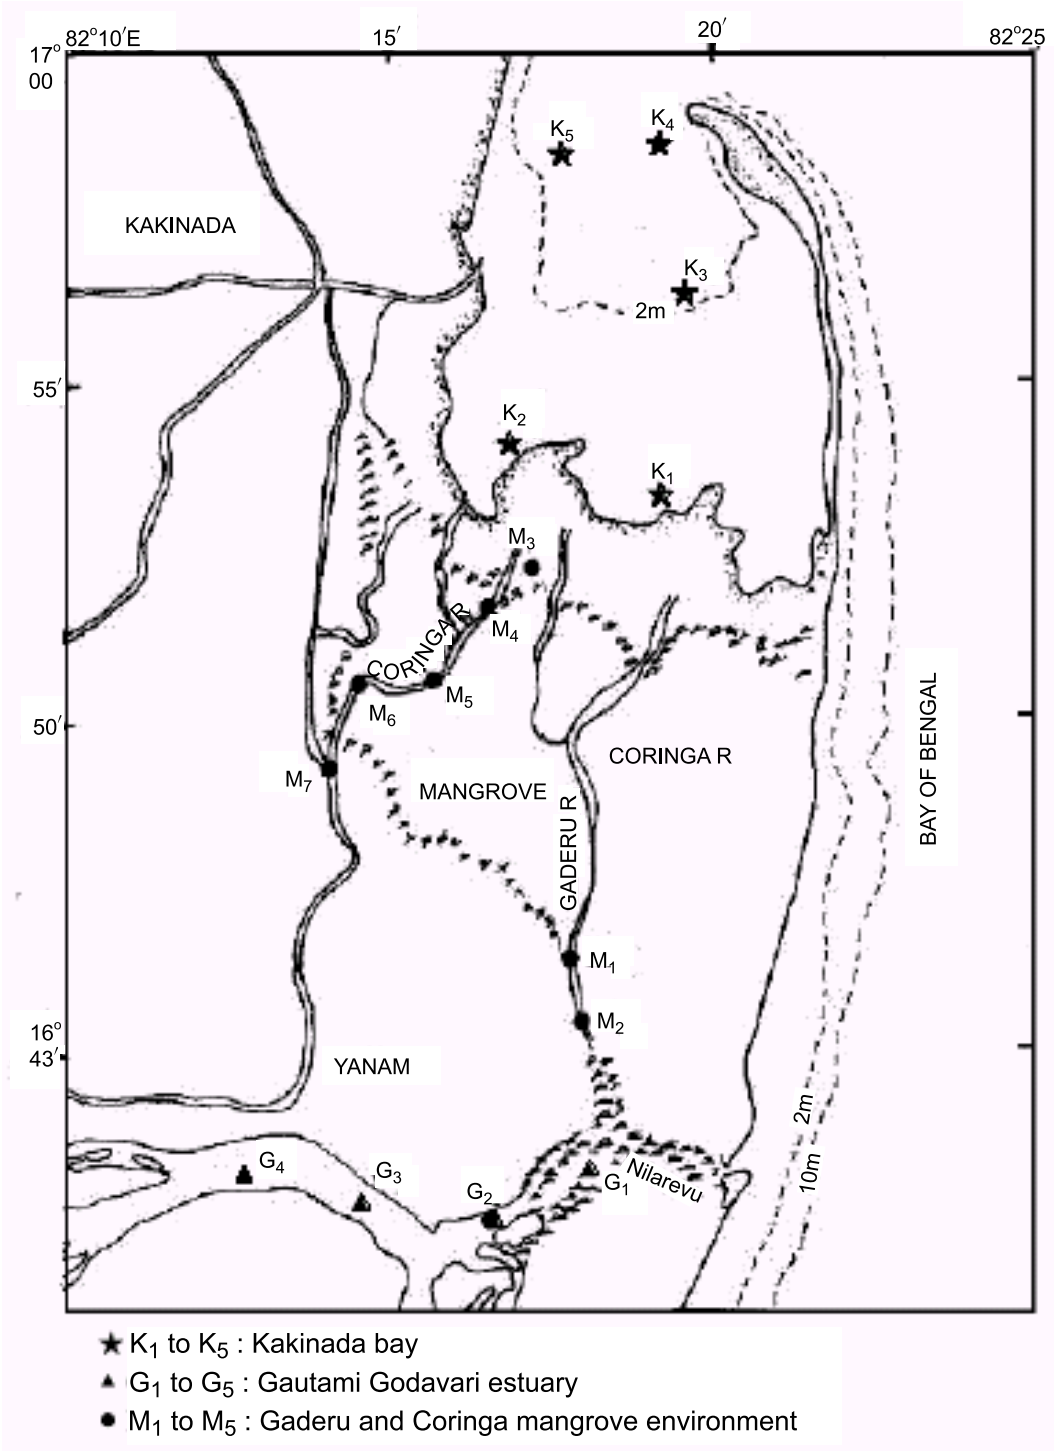 82°10′E 15′ 20′ 82°25
17°
00
K5
K4
KAKINADA
K3
2m
55′
K2
K1
M3
CORINGA R
M4
M5
M6
50′
CORINGA R
M7
MANGROVE
GADERU R
BAY OF BENGAL
M1
M2
16°
43′
YANAM
2m
10m
G4
G3
G2
G1
Nilarevu
K1 to K5 : Kakinada bay
G1 to G5 : Gautami Godavari estuary
M1 to M5 : Gaderu and Coringa mangrove environment